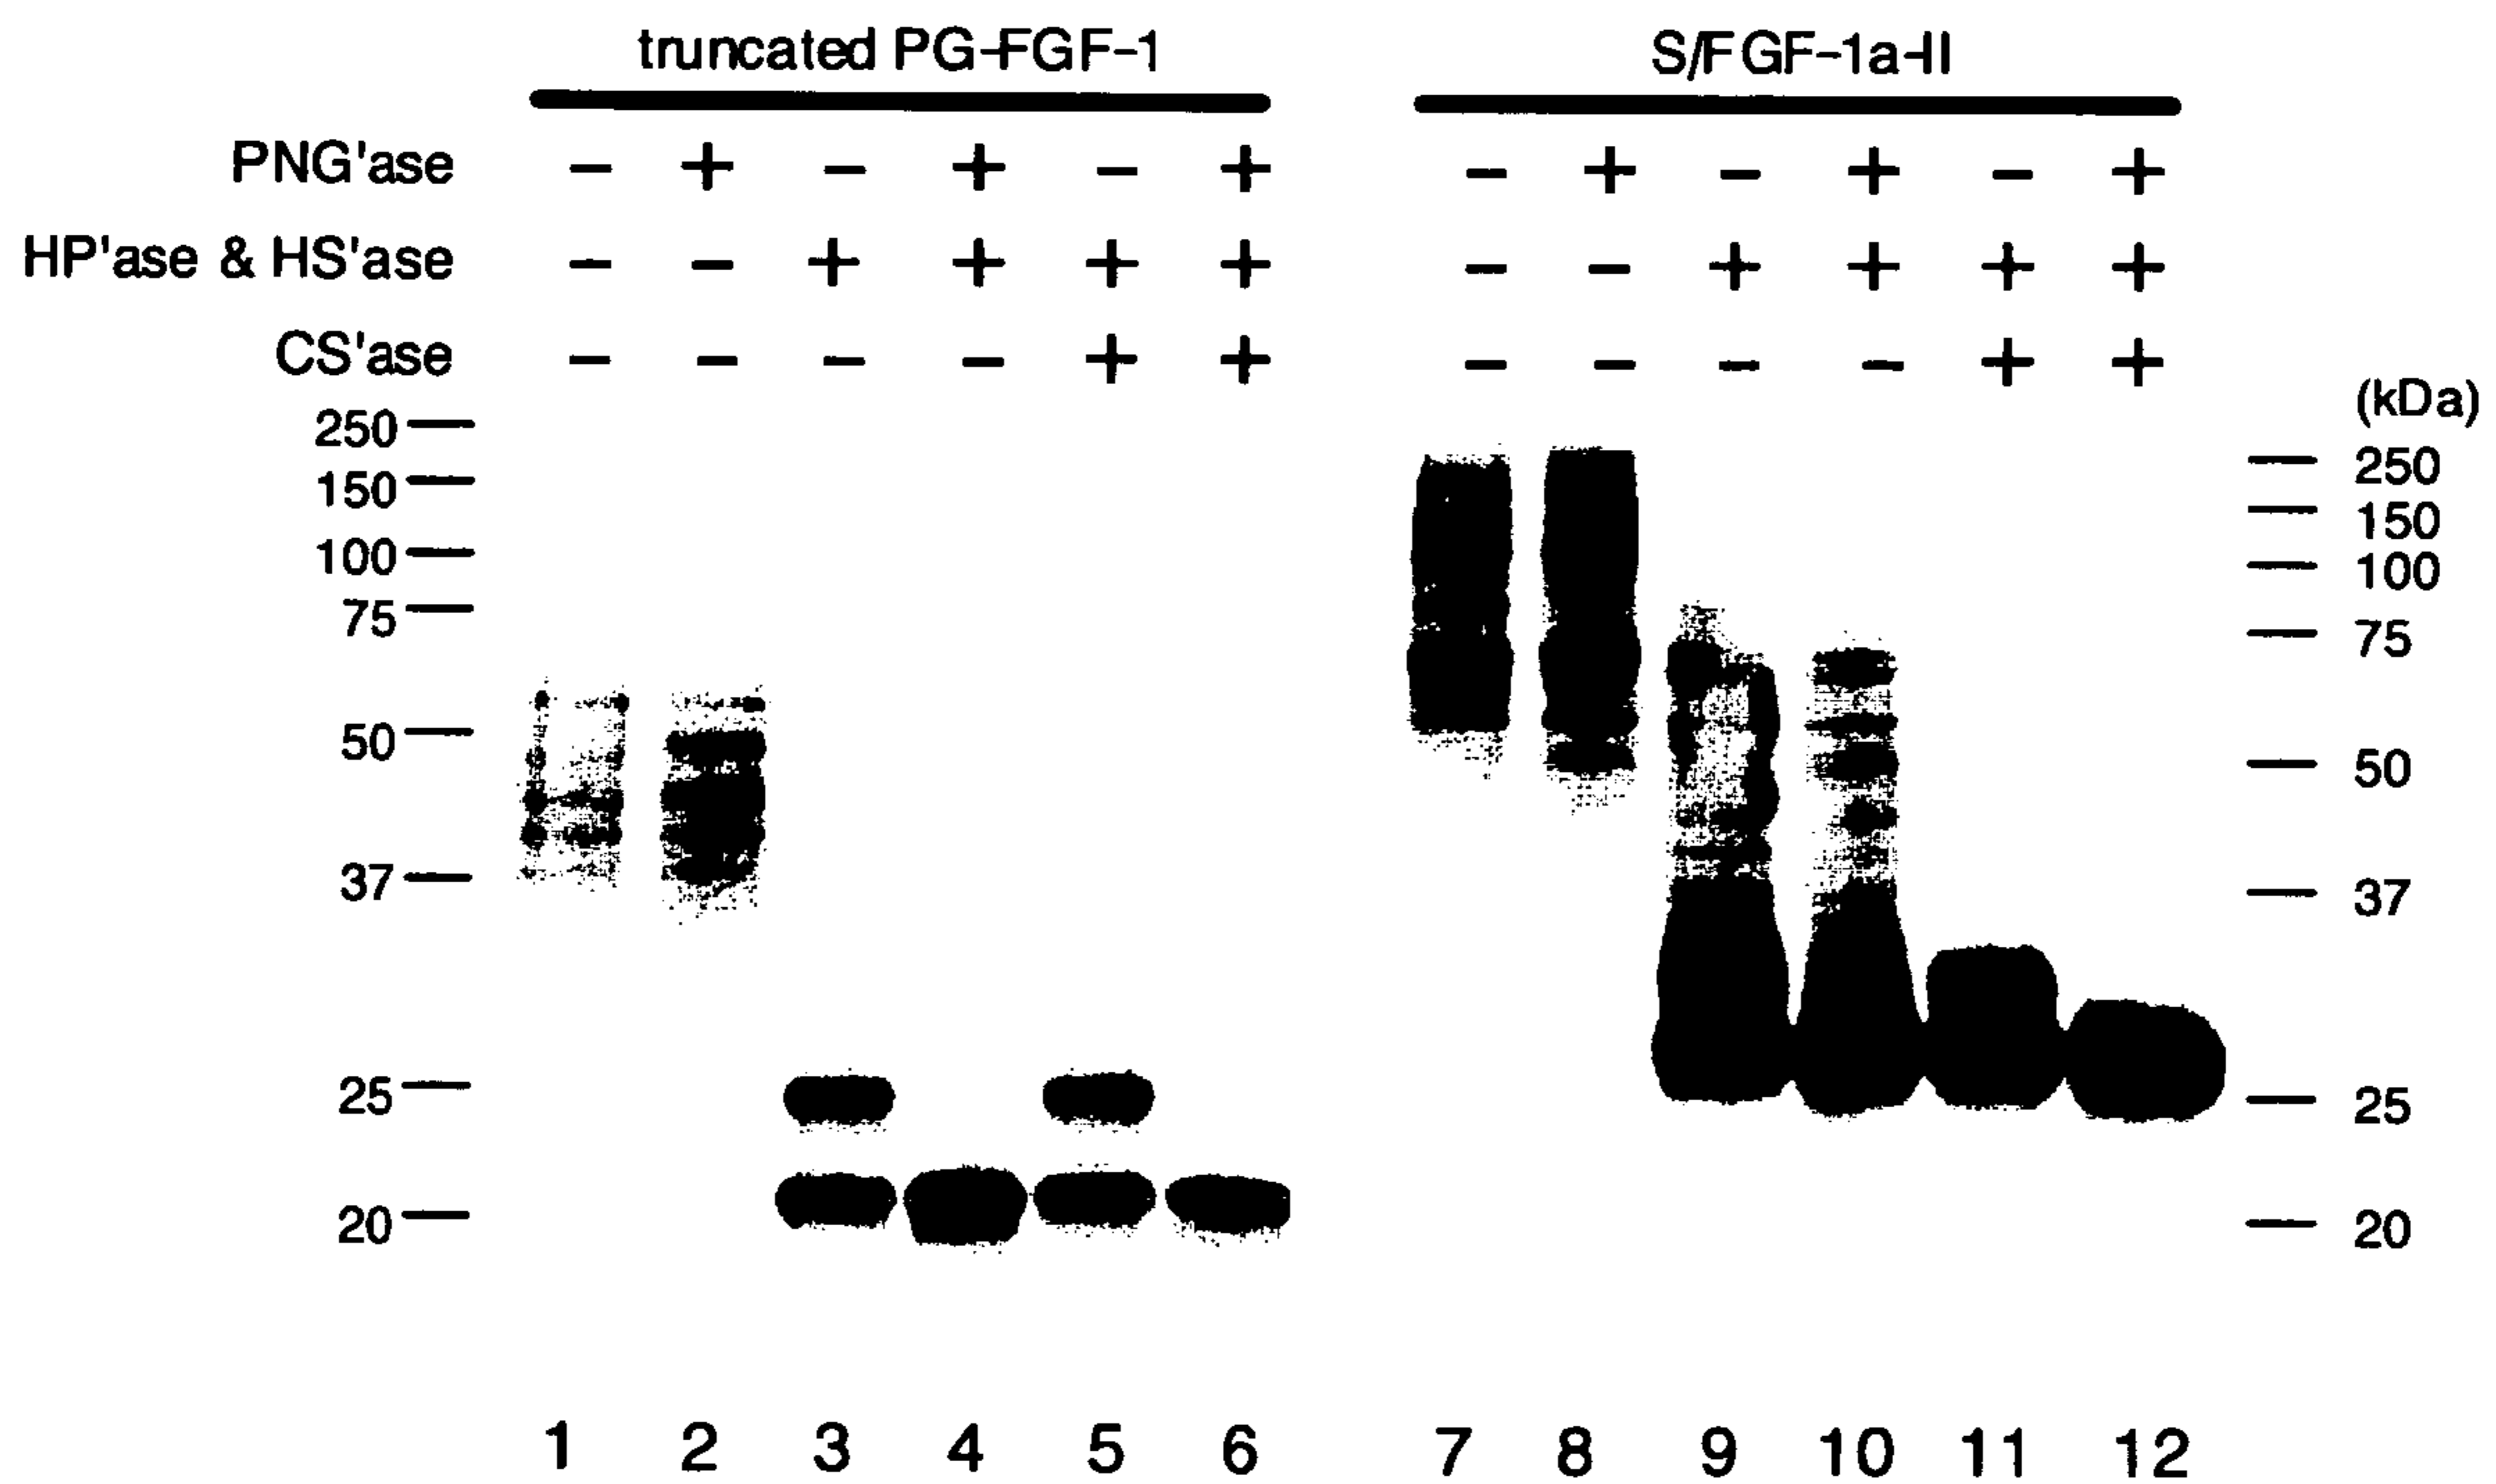 truncated PG-FGF-1 S/FGF-1a-II
PNG'ase − + − + − + − + − + − +
HP'ase & HS'ase − − + + + + − − + + + +
CS'ase − − − − + + − − − − + +
(kDa)
250 250
150 150
100 100
75 75
50 50
37 37
25 25
20 20
1 2 3 4 5 6 7 8 9 10 11 12